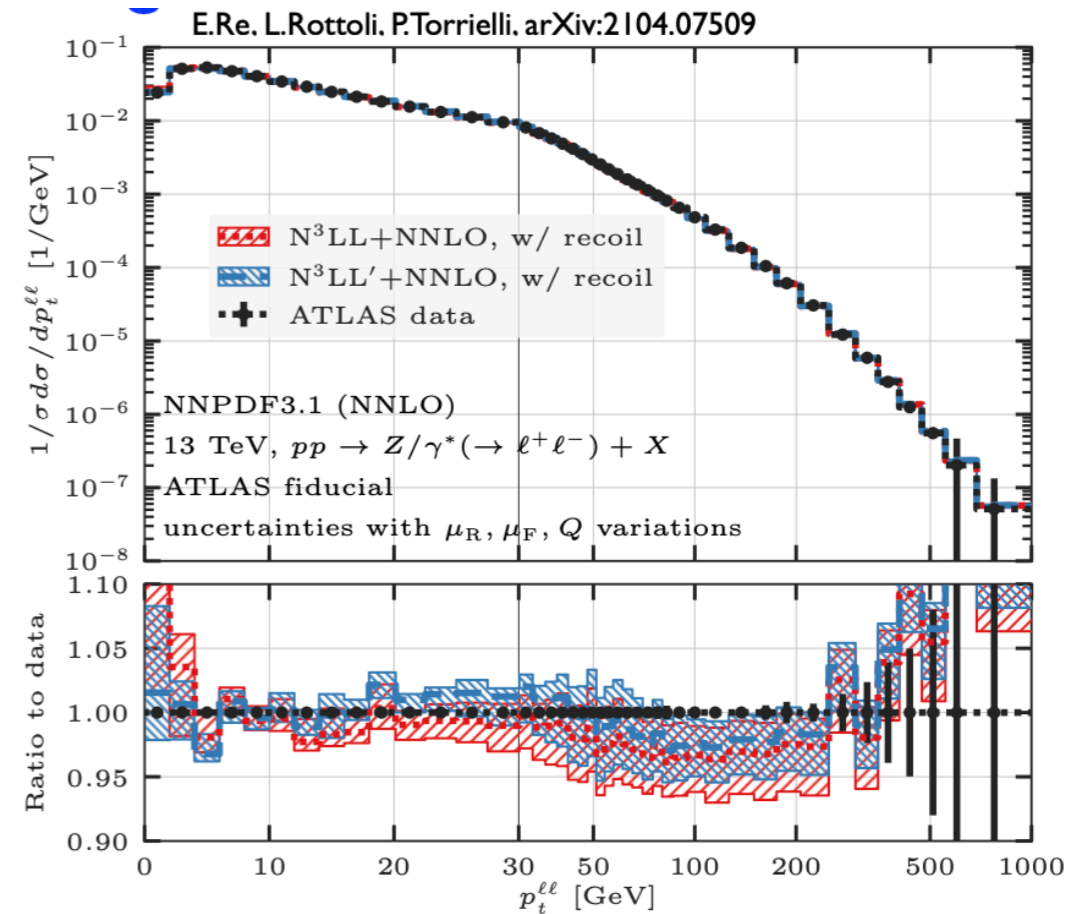 E.Re, L.Rottoli, P.Torrielli, arXiv:2104.07509
10⁻¹
10⁻²
10⁻³
10⁻⁴
10⁻⁵
10⁻⁶
10⁻⁷
10⁻⁸
1/σ dσ/dp_t^{ℓℓ} [1/GeV]
N³LL+NNLO, w/ recoil
N³LL′+NNLO, w/ recoil
ATLAS data
NNPDF3.1 (NNLO)
13 TeV, pp → Z/γ*(→ ℓ⁺ℓ⁻) + X
ATLAS fiducial
uncertainties with μ_R, μ_F, Q variations
1.10
1.05
1.00
0.95
0.90
Ratio to data
0 10 20 30 50 100 200 500 1000
p_t^{ℓℓ} [GeV]